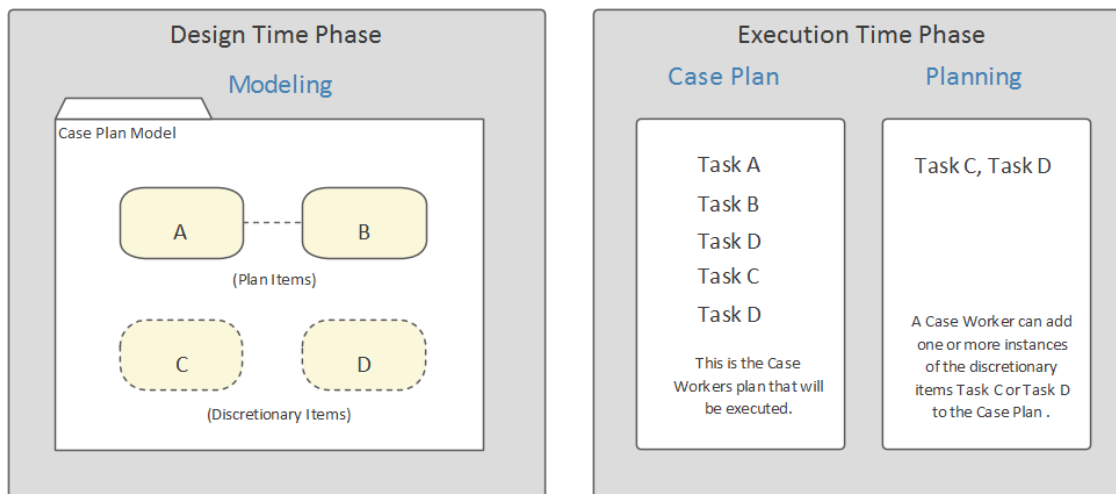 Design Time Phase
Modeling
Case Plan Model
A
B
(Plan Items)
C
D
(Discretionary Items)
Execution Time Phase
Case Plan
Task A
Task B
Task D
Task C
Task D
This is the Case
Workers plan that will
be executed.
Planning
Task C, Task D
A Case Worker can add
one or more instances
of the discretionary
items Task C or Task D
to the Case Plan .